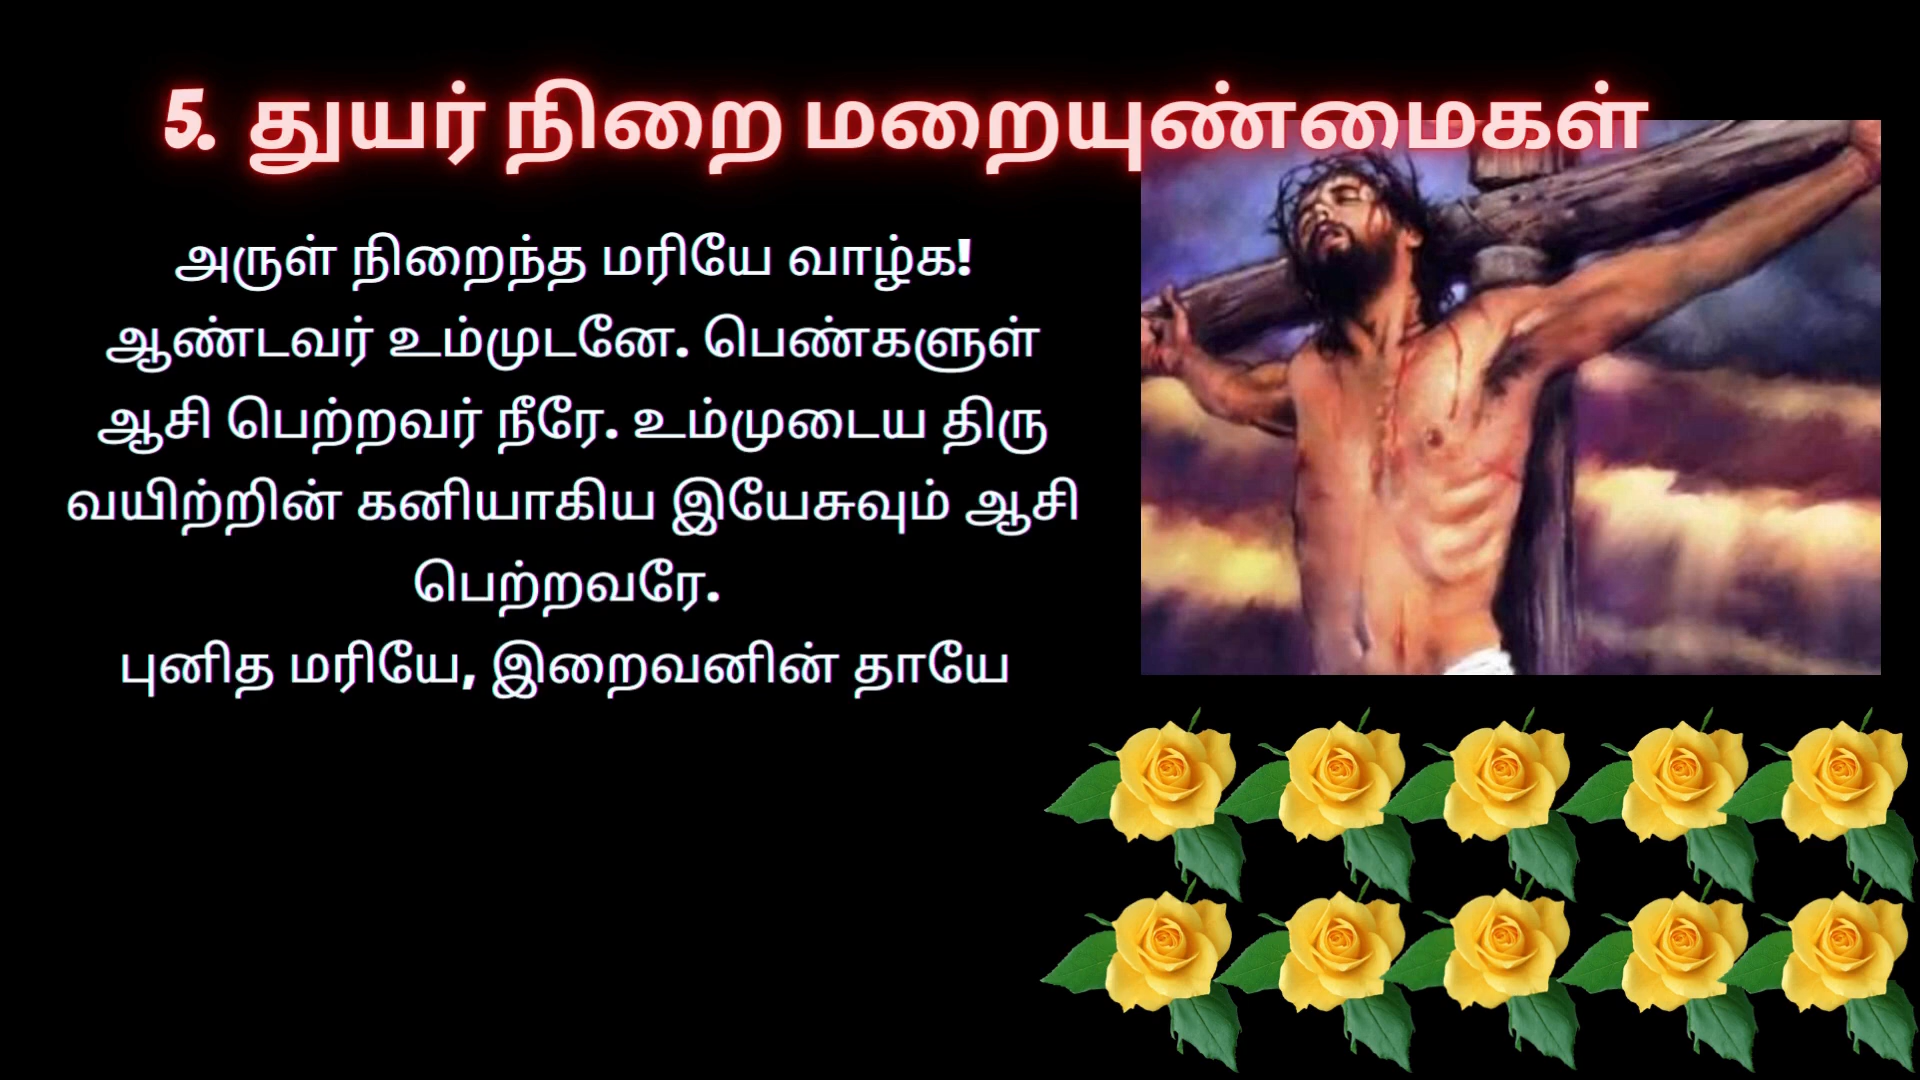 5. துயர் நிறை மறையுண்மைகள்
அருள் நிறைந்த மரியே வாழ்க!
ஆண்டவர் உம்முடனே. பெண்களுள்
ஆசி பெற்றவர் நீரே. உம்முடைய திரு
வயிற்றின் கனியாகிய இயேசுவும் ஆசி
பெற்றவரே.
புனித மரியே, இறைவனின் தாயே